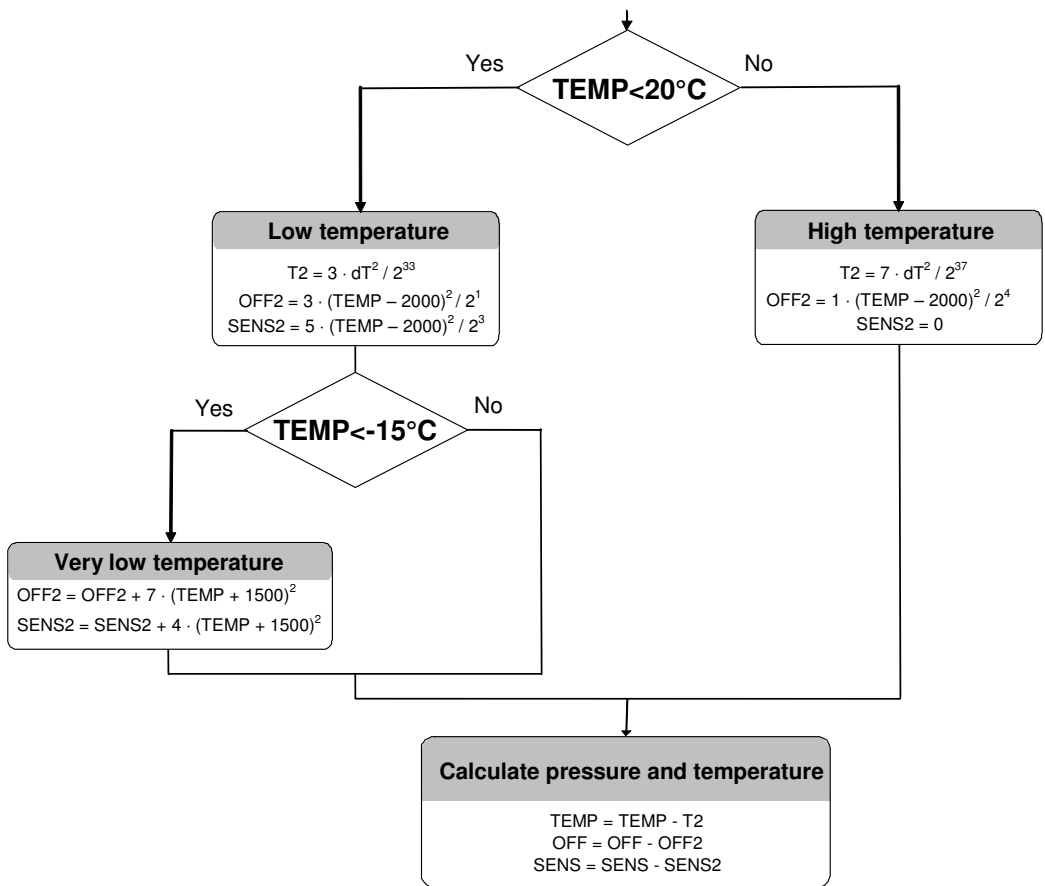 Yes
No
TEMP<20°C
Low temperature
T2 = 3 · dT² / 2³³
OFF2 = 3 · (TEMP – 2000)² / 2¹
SENS2 = 5 · (TEMP – 2000)² / 2³
High temperature
T2 = 7 · dT² / 2³⁷
OFF2 = 1 · (TEMP – 2000)² / 2⁴
SENS2 = 0
Yes
No
TEMP<-15°C
Very low temperature
OFF2 = OFF2 + 7 · (TEMP + 1500)²
SENS2 = SENS2 + 4 · (TEMP + 1500)²
Calculate pressure and temperature
TEMP = TEMP - T2
OFF = OFF - OFF2
SENS = SENS - SENS2